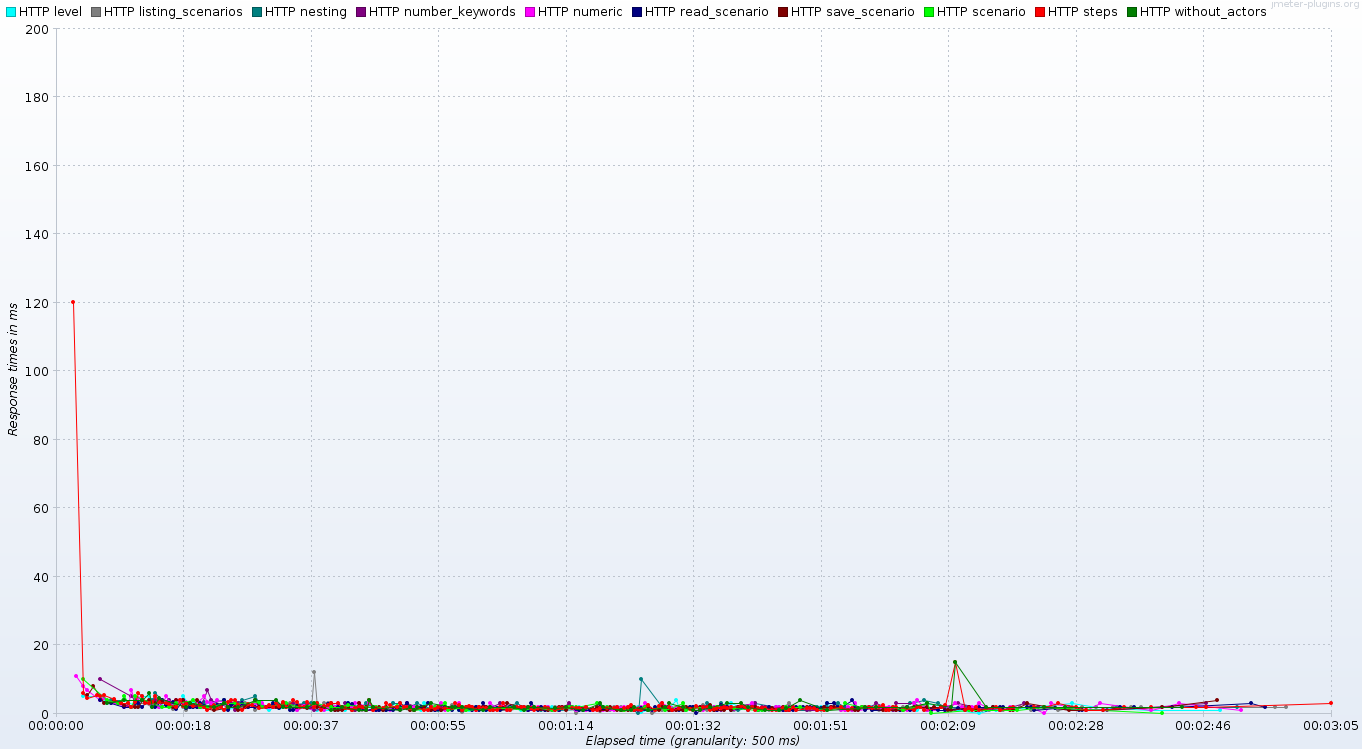 HTTP level HTTP listing_scenarios HTTP nesting HTTP number_keywords HTTP numeric HTTP read_scenario HTTP save_scenario HTTP scenario HTTP steps HTTP without_actors
jmeter-plugins.org
200
180
160
140
120
100
80
60
40
20
0
Response times in ms
00:00:00 00:00:18 00:00:37 00:00:55 00:01:14 00:01:32 00:01:51 00:02:09 00:02:28 00:02:46 00:03:05
Elapsed time (granularity: 500 ms)